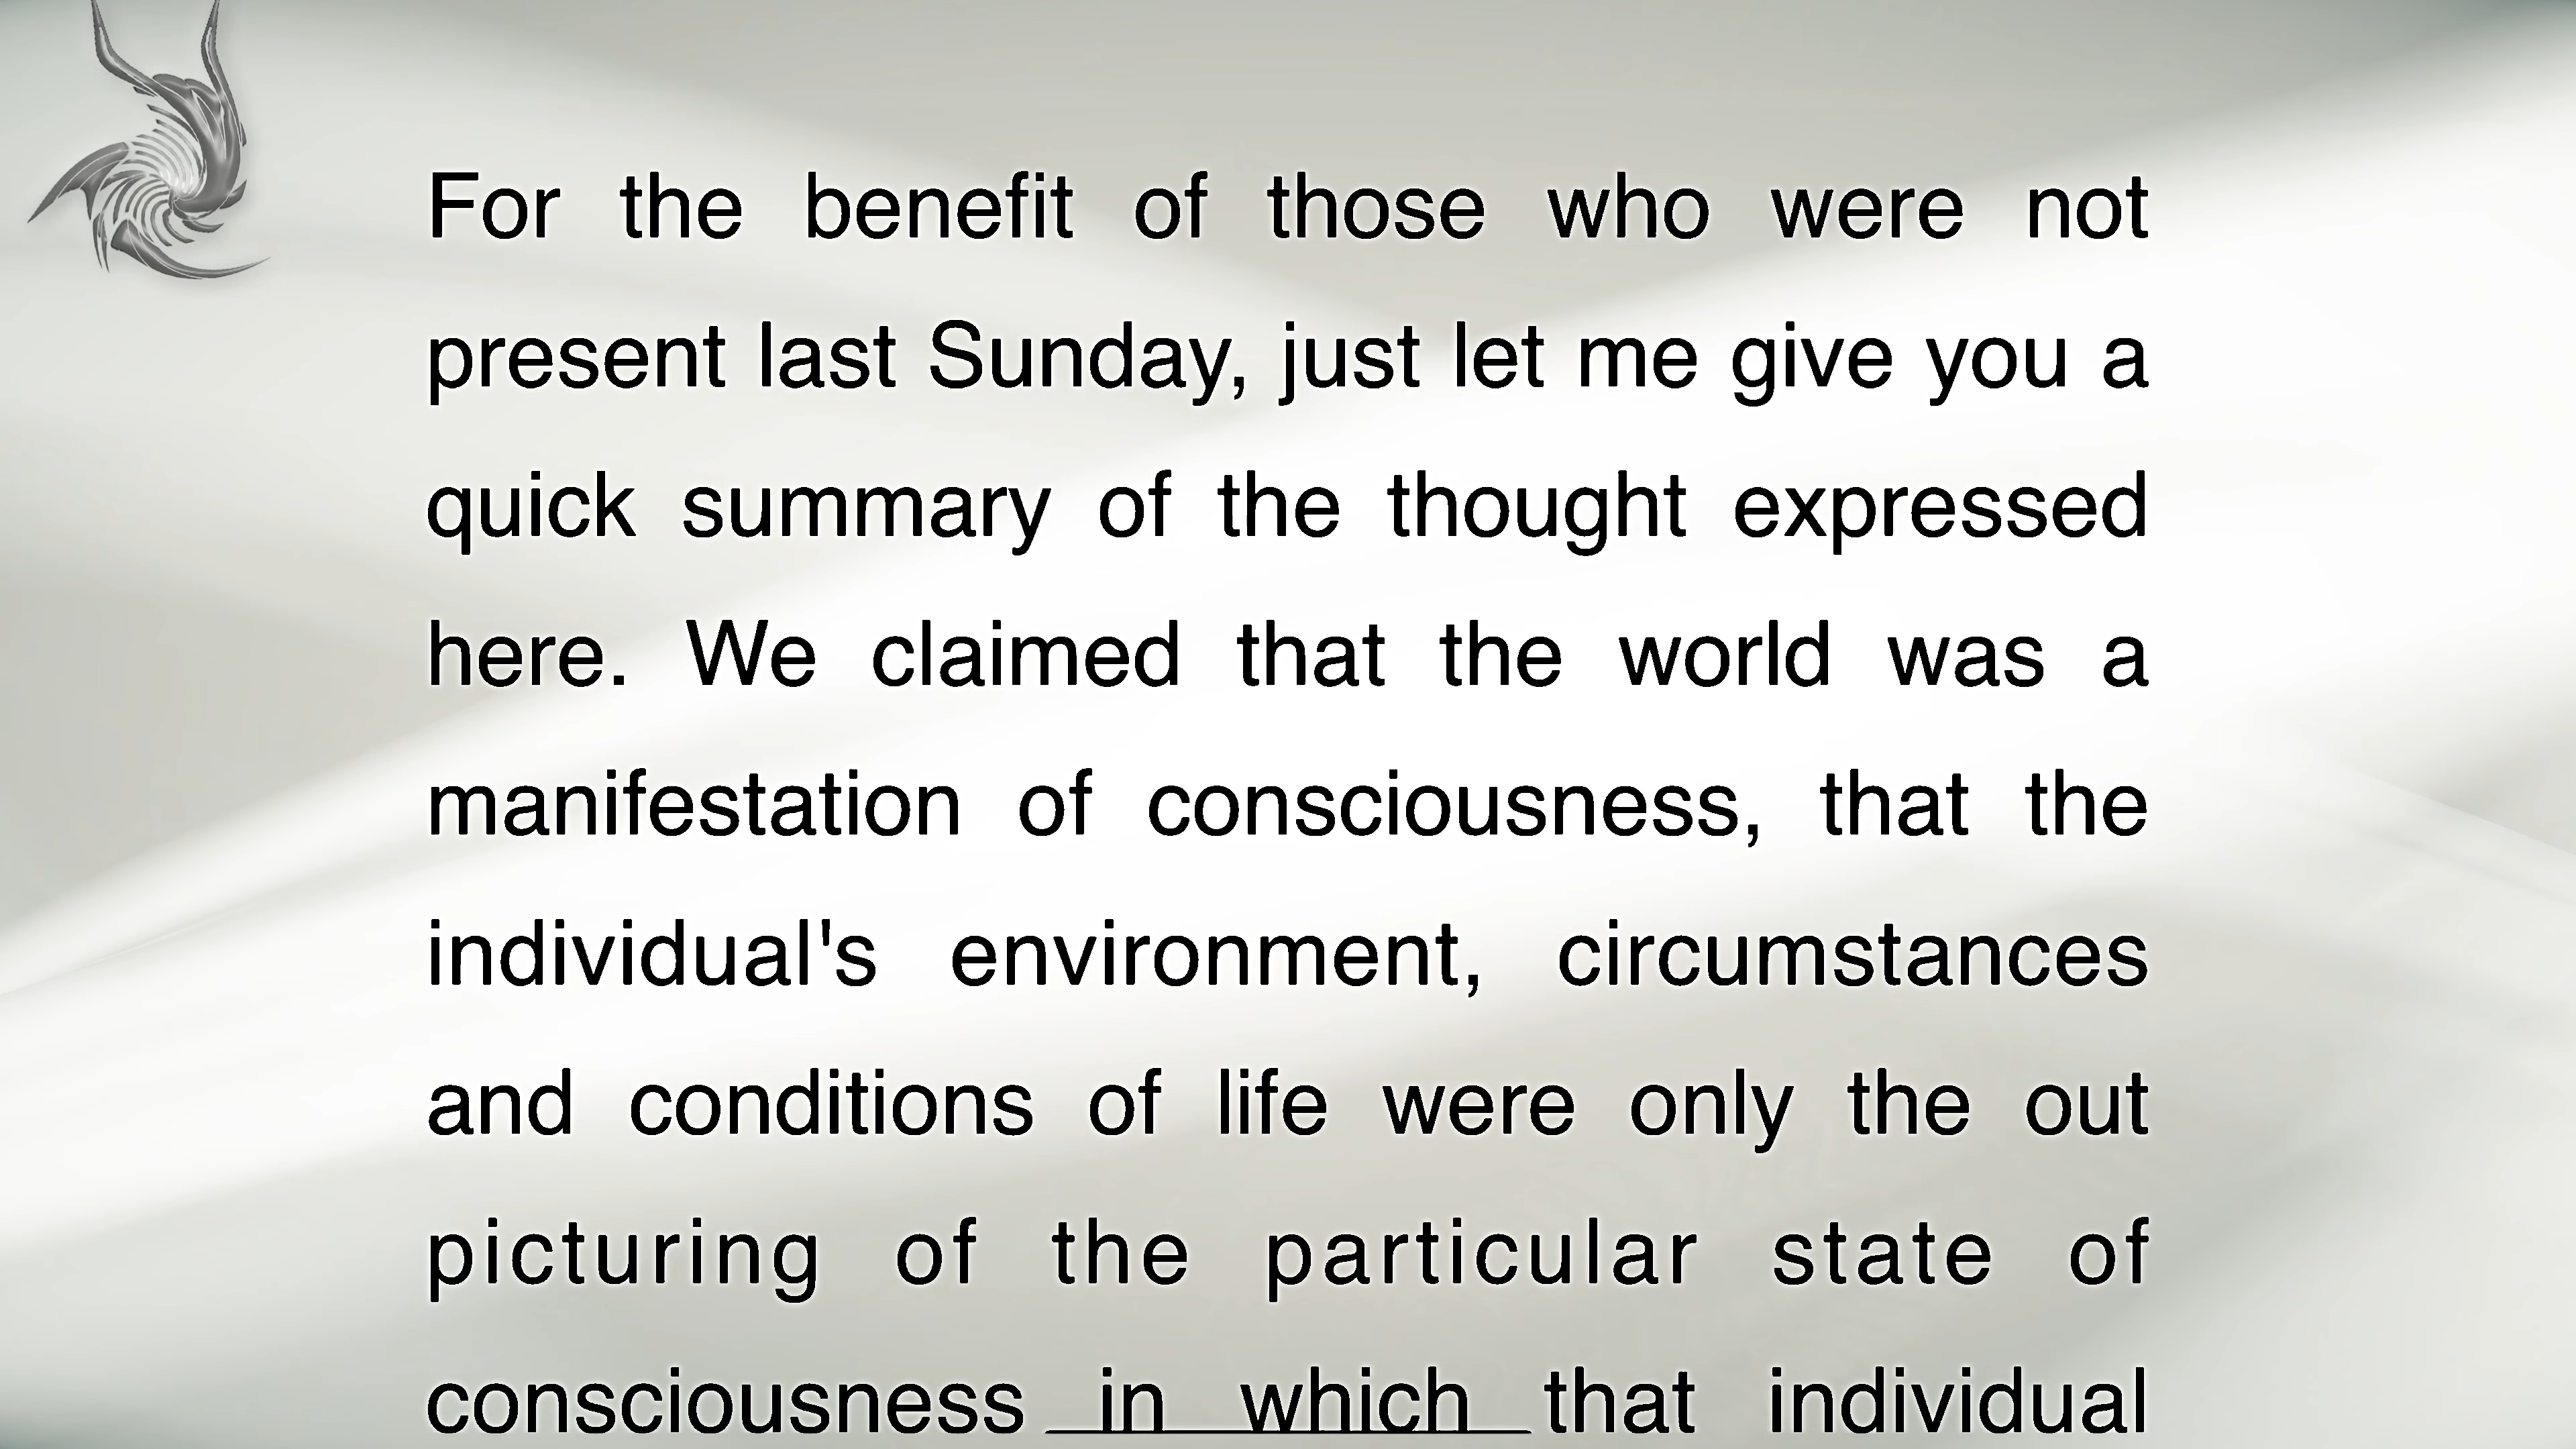 For the benefit of those who were not
present last Sunday, just let me give you a
quick summary of the thought expressed
here. We claimed that the world was a
manifestation of consciousness, that the
individual's environment, circumstances
and conditions of life were only the out
picturing of the particular state of
consciousness in which that individual